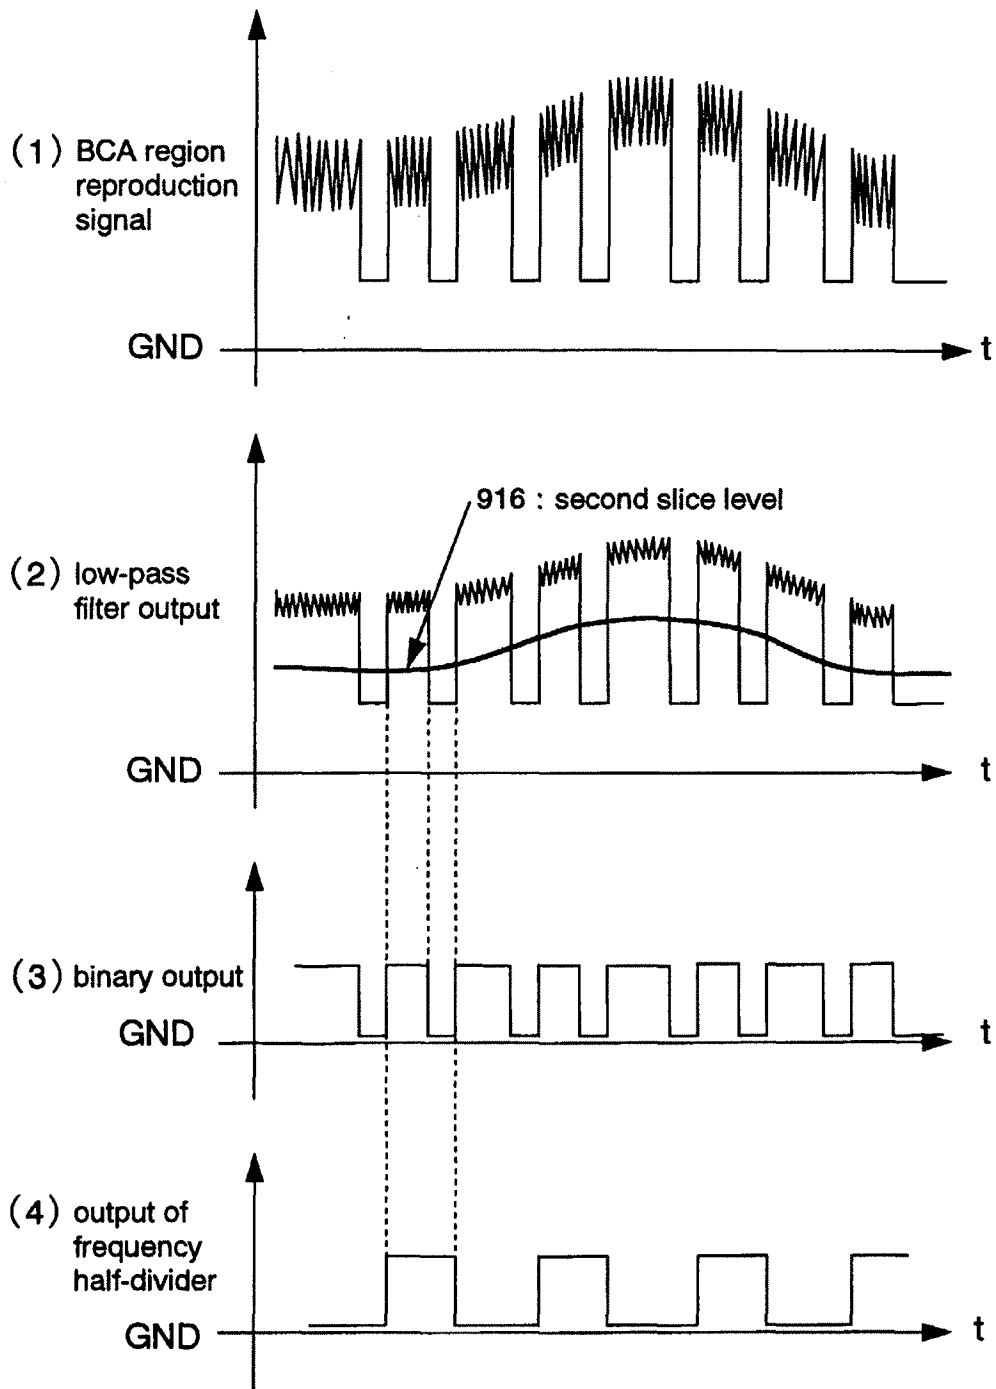 (1) BCA region
reproduction
signal
GND
t
916 : second slice level
(2) low-pass
filter output
GND
t
(3) binary output
GND
t
(4) output of
frequency
half-divider
GND
t